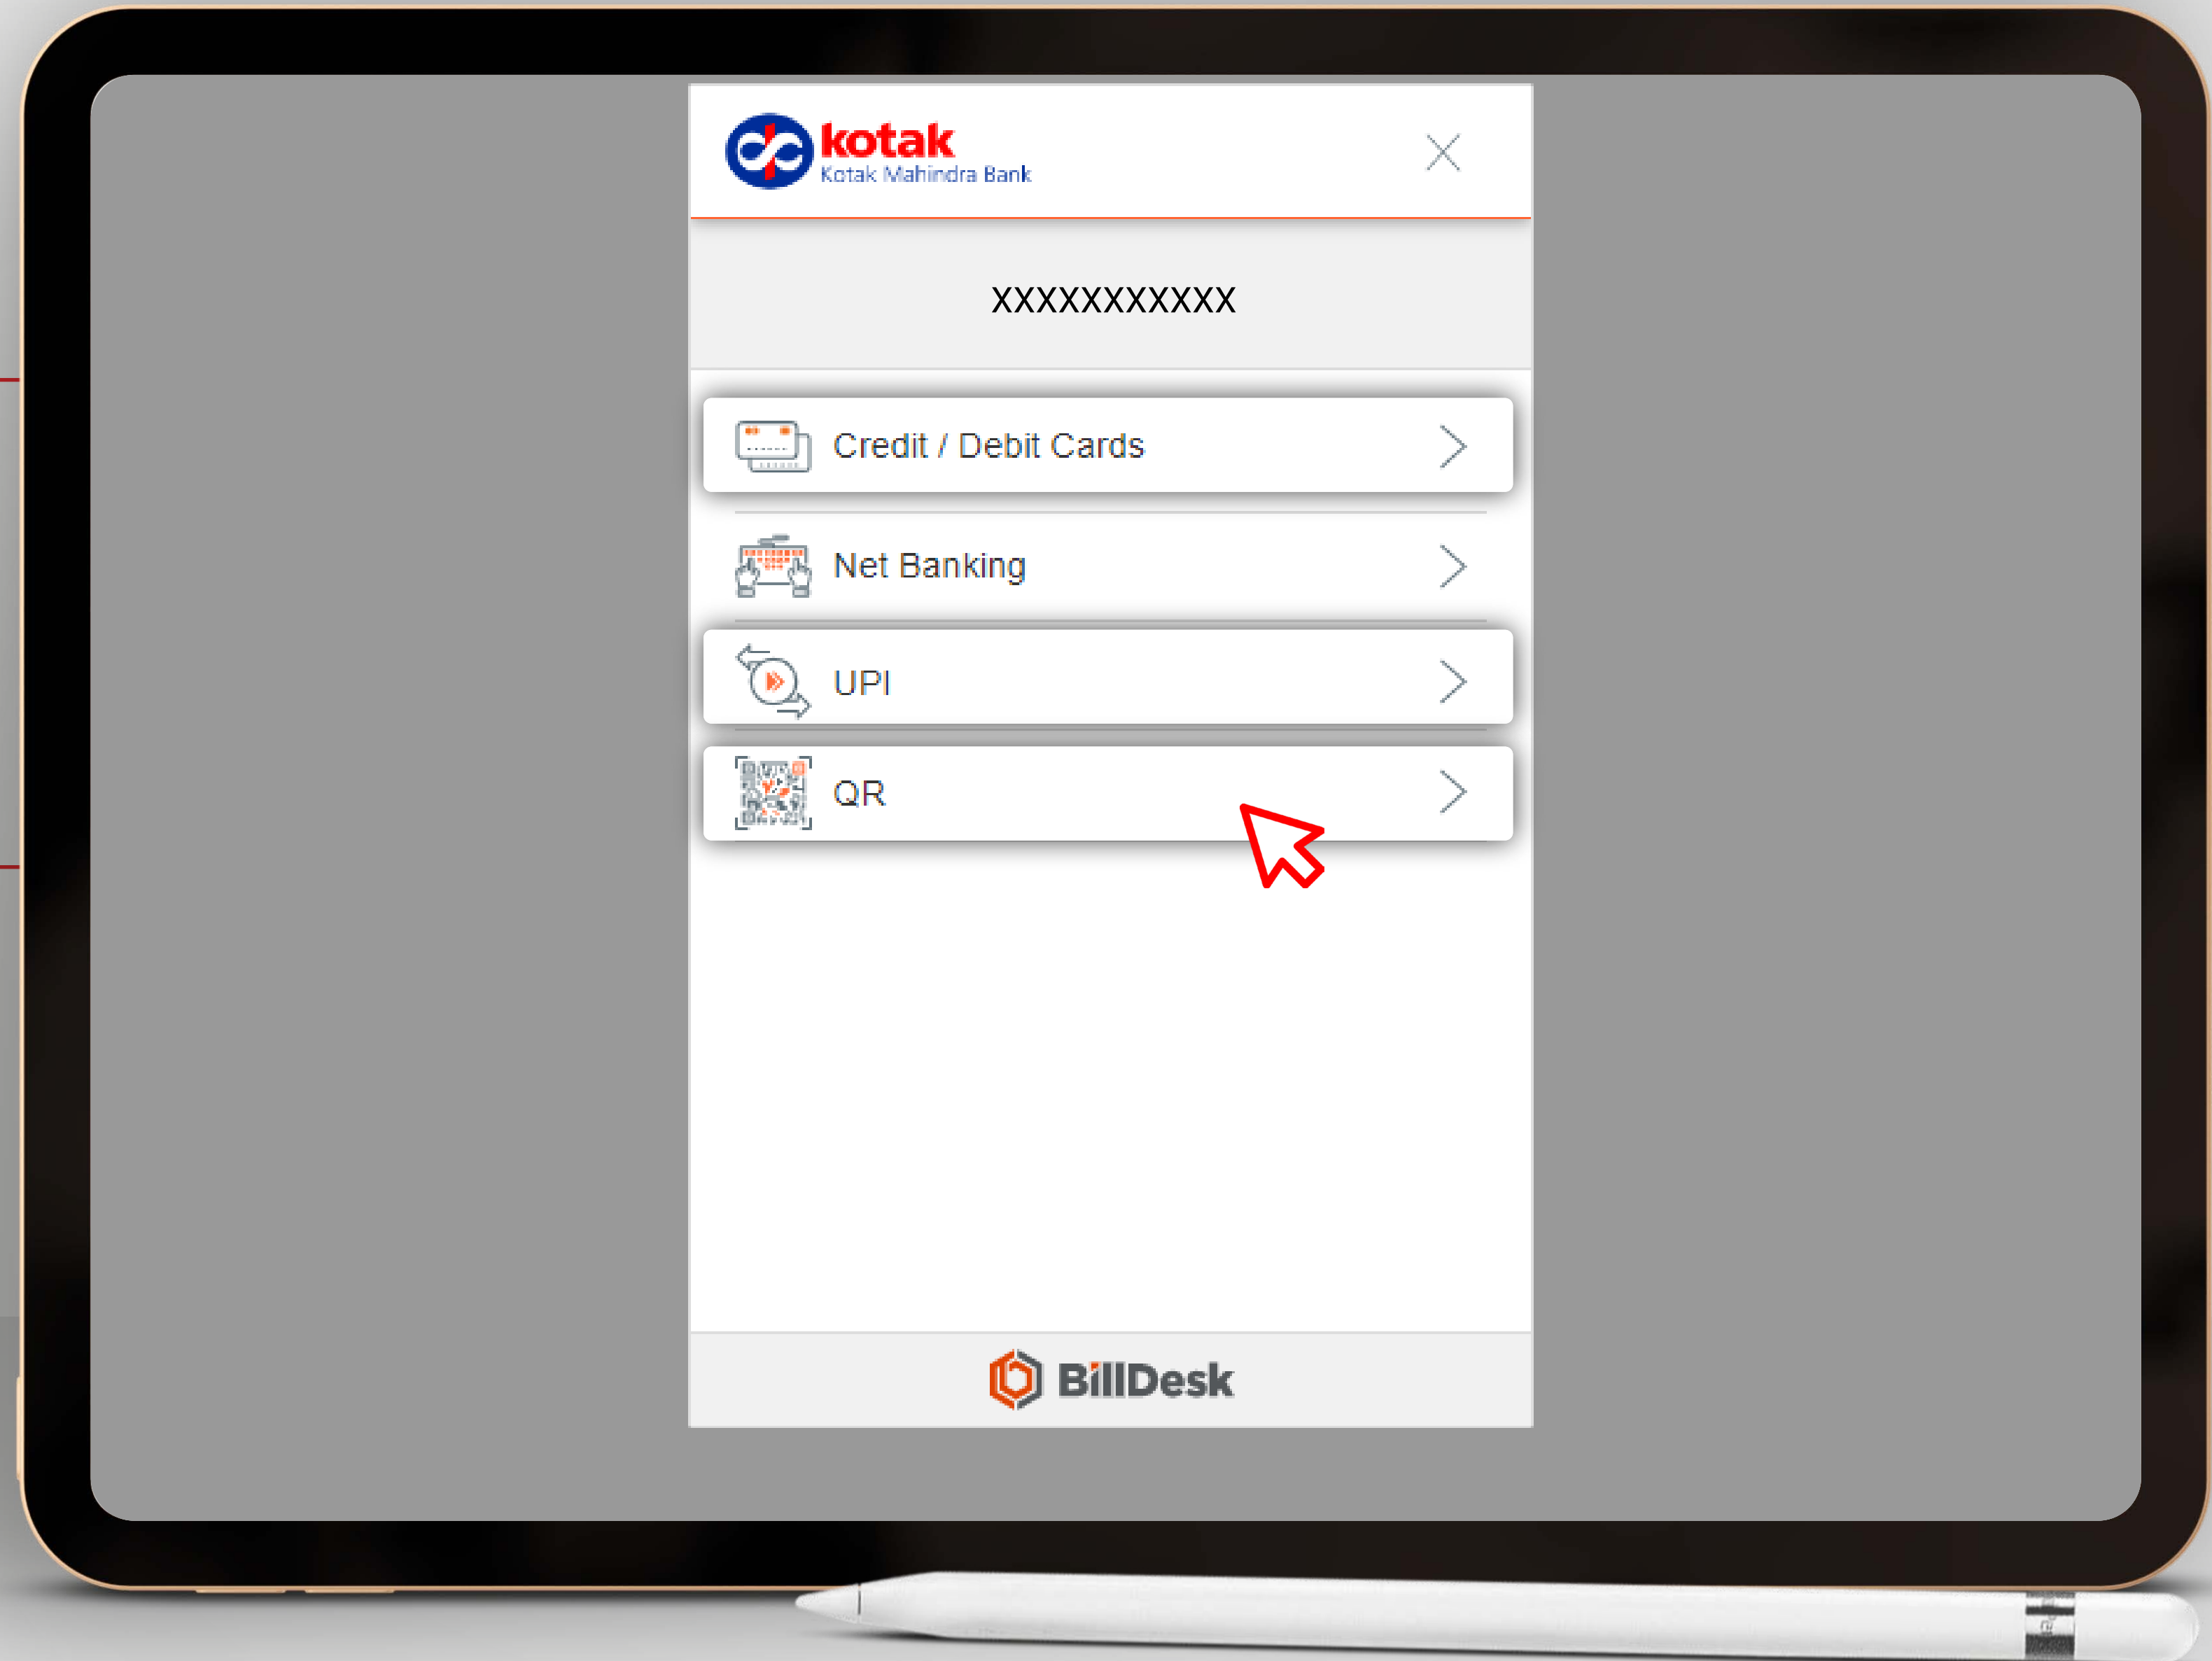 kotak
Kotak Mahindra Bank
XXXXXXXXXXX
Credit / Debit Cards
Net Banking
UPI
QR
BillDesk